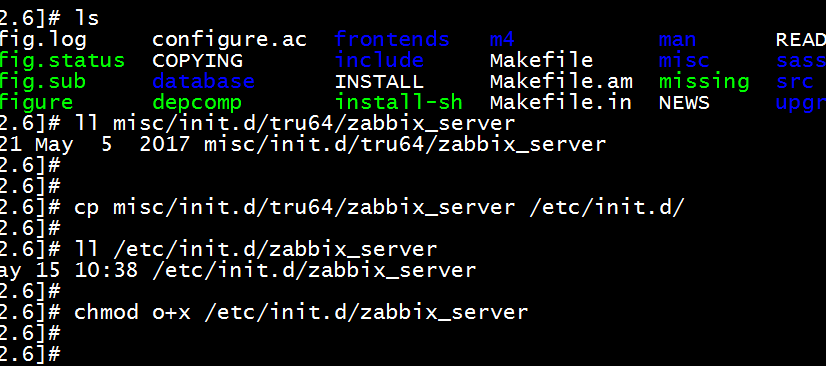 2.6]# ls
fig.log configure.ac frontends m4 man READ
fig.status COPYING include Makefile misc sass
fig.sub database INSTALL Makefile.am missing src
figure depcomp install-sh Makefile.in NEWS upgr
2.6]# ll misc/init.d/tru64/zabbix_server
21 May  5  2017 misc/init.d/tru64/zabbix_server
2.6]#
2.6]#
2.6]# cp misc/init.d/tru64/zabbix_server /etc/init.d/
2.6]#
2.6]# ll /etc/init.d/zabbix_server
ay 15 10:38 /etc/init.d/zabbix_server
2.6]#
2.6]# chmod o+x /etc/init.d/zabbix_server
2.6]#
2.6]#